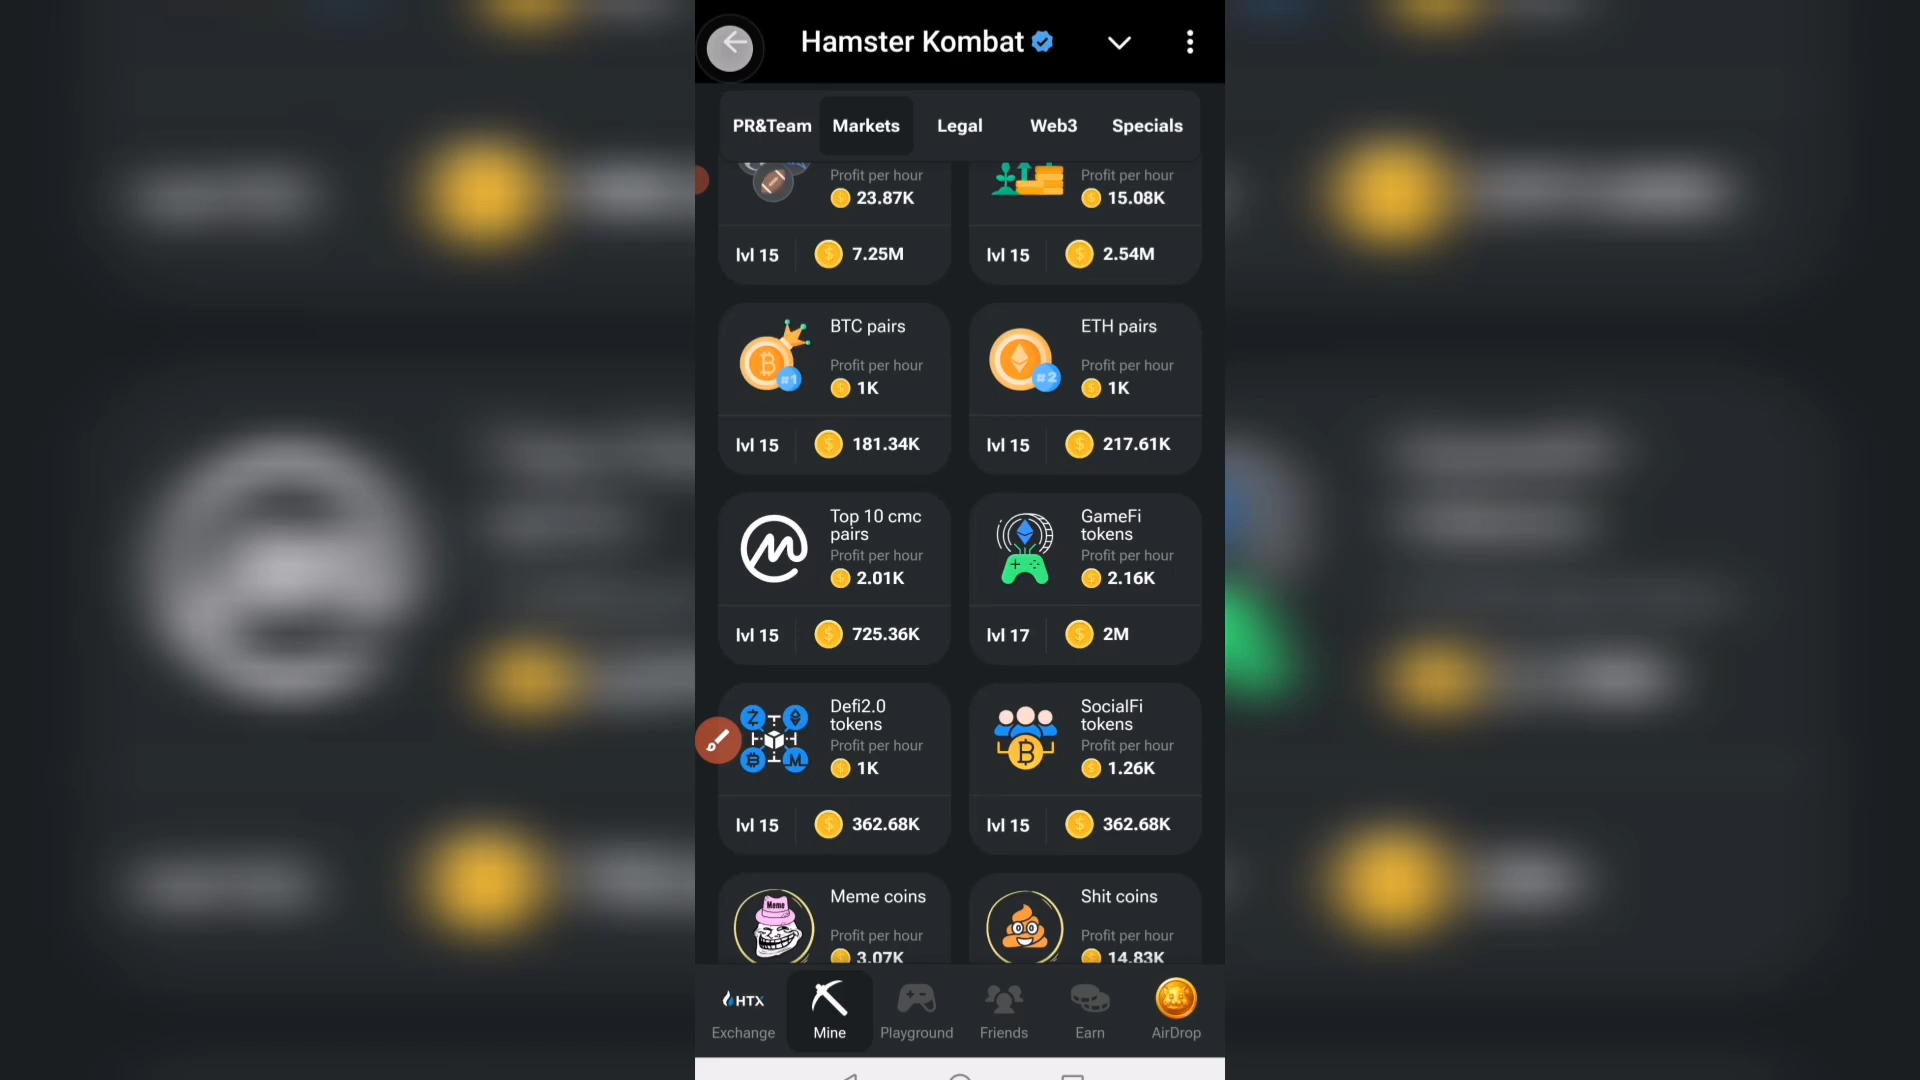 Hamster Kombat
PR&Team Markets Legal Web3 Specials
Profit per hour
23.87K
lvl 15 7.25M
Profit per hour
15.08K
lvl 15 2.54M
BTC pairs
Profit per hour
#1 1K
lvl 15 181.34K
ETH pairs
Profit per hour
#2 1K
lvl 15 217.61K
Top 10 cmc
pairs
Profit per hour
2.01K
lvl 15 725.36K
GameFi
tokens
Profit per hour
2.16K
lvl 17 2M
Defi2.0
tokens
Profit per hour
1K
lvl 15 362.68K
SocialFi
tokens
Profit per hour
1.26K
lvl 15 362.68K
Meme coins
Meme
Profit per hour
3.07K
Shit coins
Profit per hour
14.83K
HTX
Exchange Mine Playground Friends Earn AirDrop